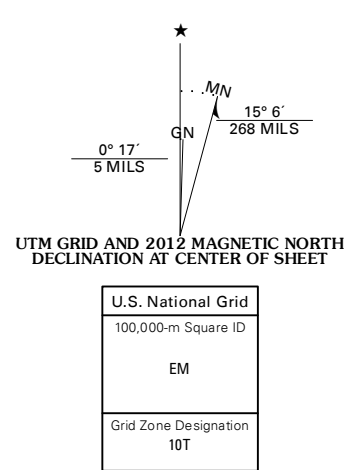 ★
MN
GN
15° 6´
268 MILS
0° 17´
5 MILS
UTM GRID AND 2012 MAGNETIC NORTH
DECLINATION AT CENTER OF SHEET
U.S. National Grid
100,000-m Square ID
EM
Grid Zone Designation
10T